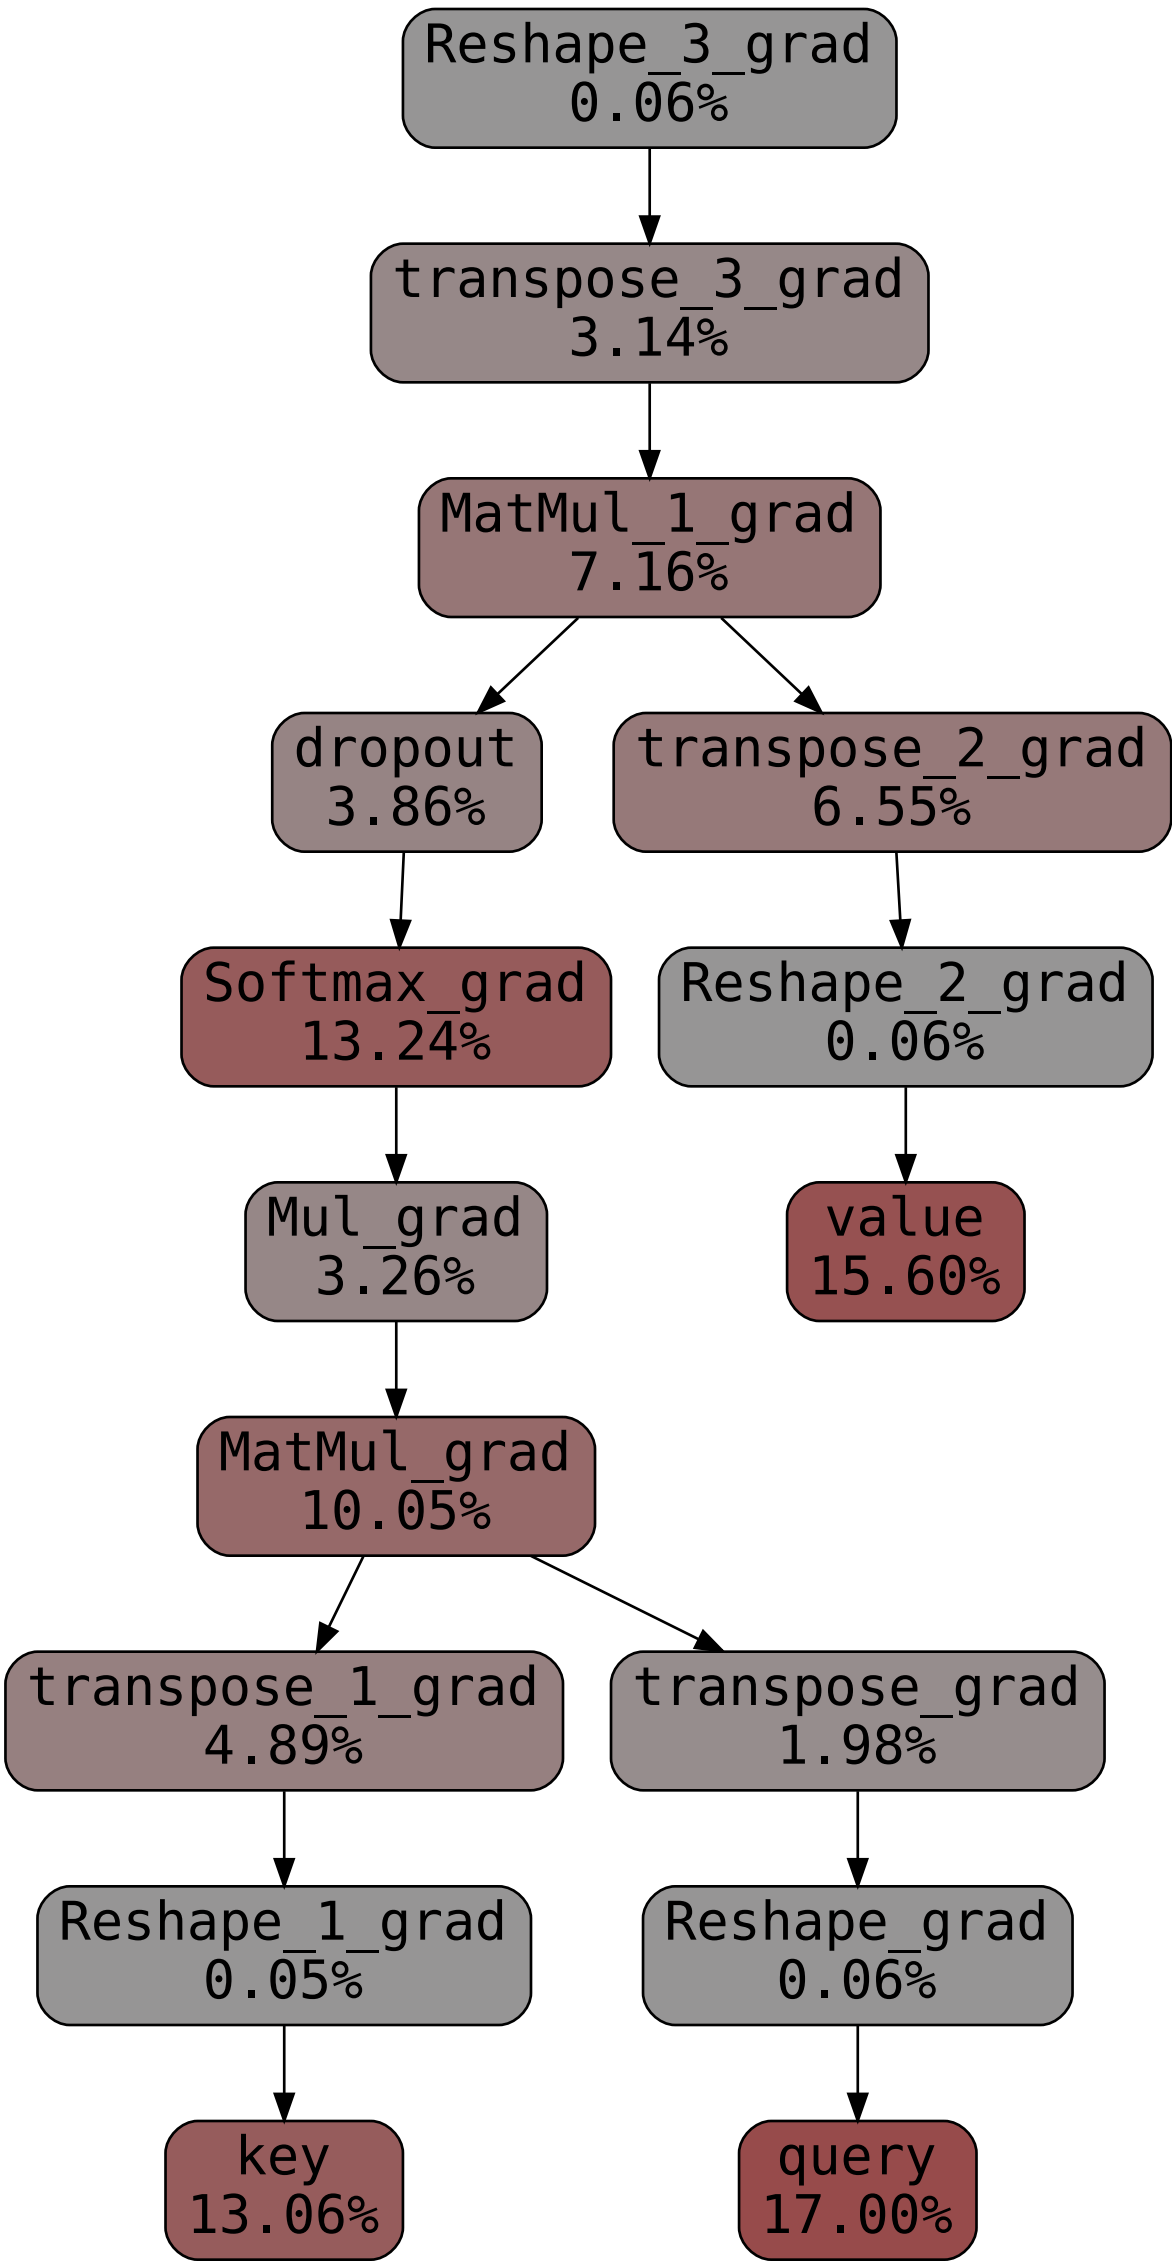 Reshape_3_grad
0.06%
transpose_3_grad
3.14%
MatMul_1_grad
7.16%
dropout
3.86%
transpose_2_grad
6.55%
Softmax_grad
13.24%
Reshape_2_grad
0.06%
Mul_grad
3.26%
value
15.60%
MatMul_grad
10.05%
transpose_1_grad
4.89%
transpose_grad
1.98%
Reshape_1_grad
0.05%
Reshape_grad
0.06%
key
13.06%
query
17.00%